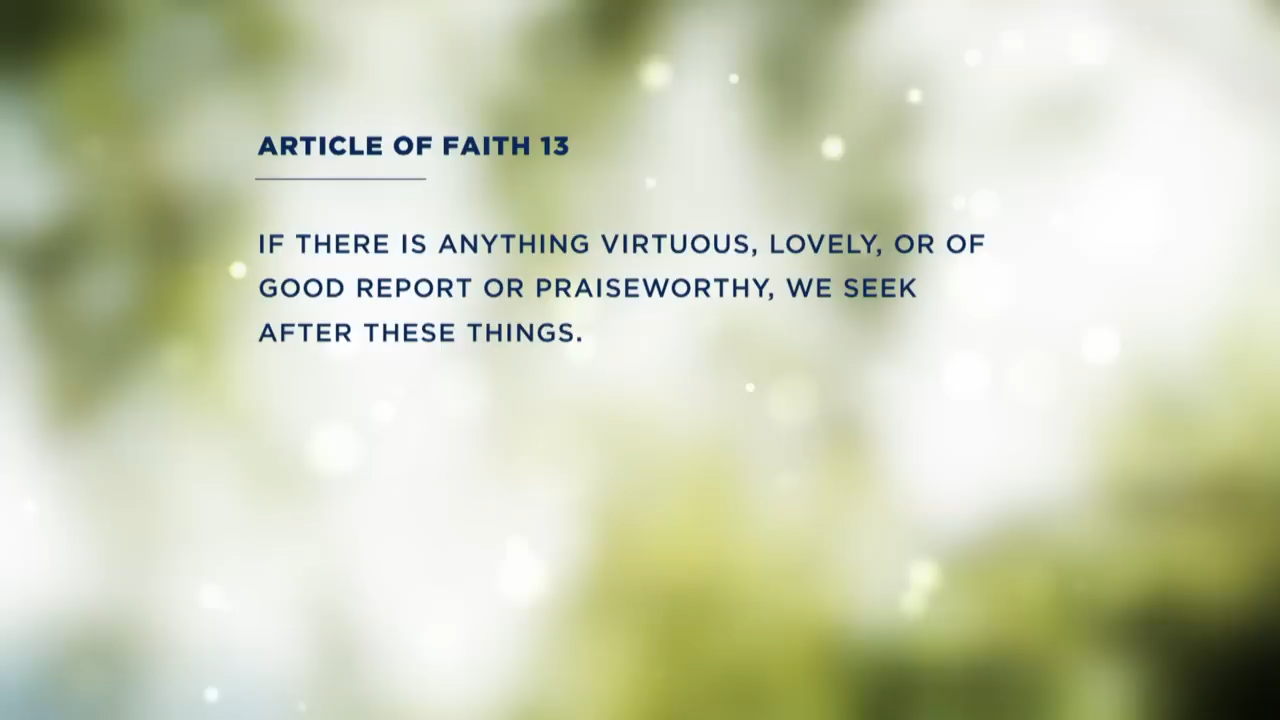 ARTICLE OF FAITH 13
IF THERE IS ANYTHING VIRTUOUS, LOVELY, OR OF
GOOD REPORT OR PRAISEWORTHY, WE SEEK
AFTER THESE THINGS.